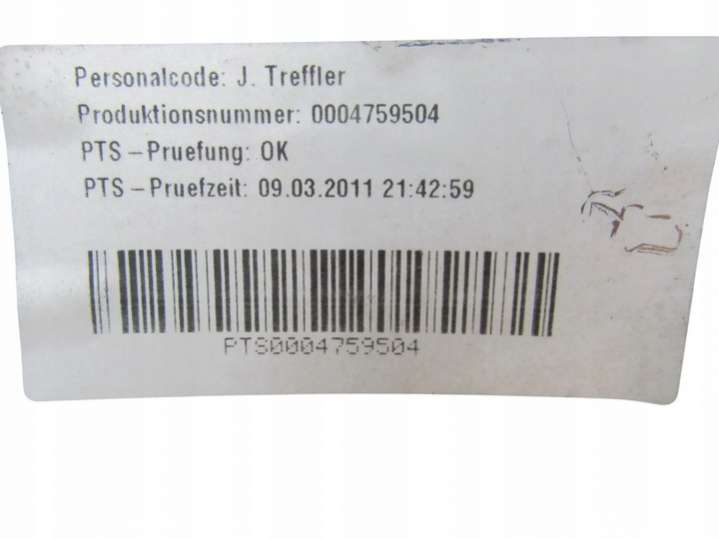 Personalcode: J. Treffler
Produktionsnummer: 0004759504
PTS-Pruefung: OK
PTS-Pruefzeit: 09.03.2011 21:42:59
PTS0004759504